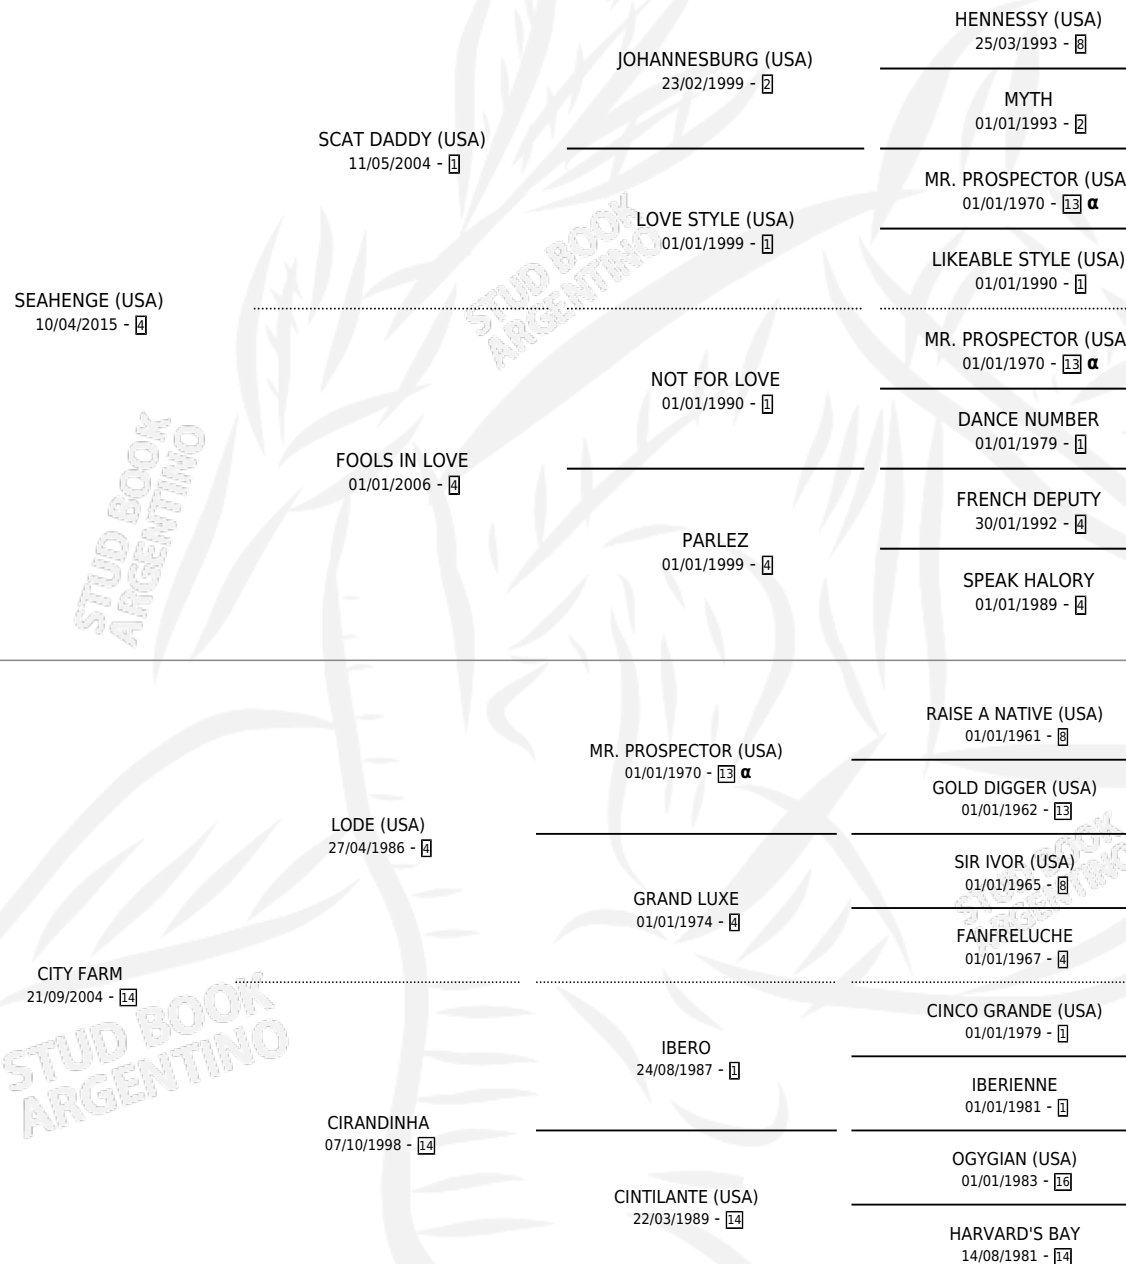 HENNESSY (USA)
25/03/1993 - 8
JOHANNESBURG (USA)
23/02/1999 - 2
MYTH
01/01/1993 - 2
SCAT DADDY (USA)
11/05/2004 - 1
MR. PROSPECTOR (USA
01/01/1970 - 13 α
LOVE STYLE (USA)
01/01/1999 - 1
LIKEABLE STYLE (USA)
01/01/1990 - 1
SEAHENGE (USA)
10/04/2015 - 4
MR. PROSPECTOR (USA
01/01/1970 - 13 α
NOT FOR LOVE
01/01/1990 - 1
DANCE NUMBER
01/01/1979 - 1
FOOLS IN LOVE
01/01/2006 - 4
FRENCH DEPUTY
30/01/1992 - 4
PARLEZ
01/01/1999 - 4
SPEAK HALORY
01/01/1989 - 4
RAISE A NATIVE (USA)
01/01/1961 - 8
MR. PROSPECTOR (USA)
01/01/1970 - 13 α
GOLD DIGGER (USA)
01/01/1962 - 13
LODE (USA)
27/04/1986 - 4
SIR IVOR (USA)
01/01/1965 - 8
GRAND LUXE
01/01/1974 - 4
FANFRELUCHE
01/01/1967 - 4
CITY FARM
21/09/2004 - 14
CINCO GRANDE (USA)
01/01/1979 - 1
IBERO
24/08/1987 - 1
IBERIENNE
01/01/1981 - 1
CIRANDINHA
07/10/1998 - 14
OGYGIAN (USA)
01/01/1983 - 16
CINTILANTE (USA)
22/03/1989 - 14
HARVARD'S BAY
14/08/1981 - 14
STUD BOOK
ARGENTINO
STUD BOOK
ARGENTINO
STUD BOOK
ARGENTINO
STUD BOOK
ARGENTINO